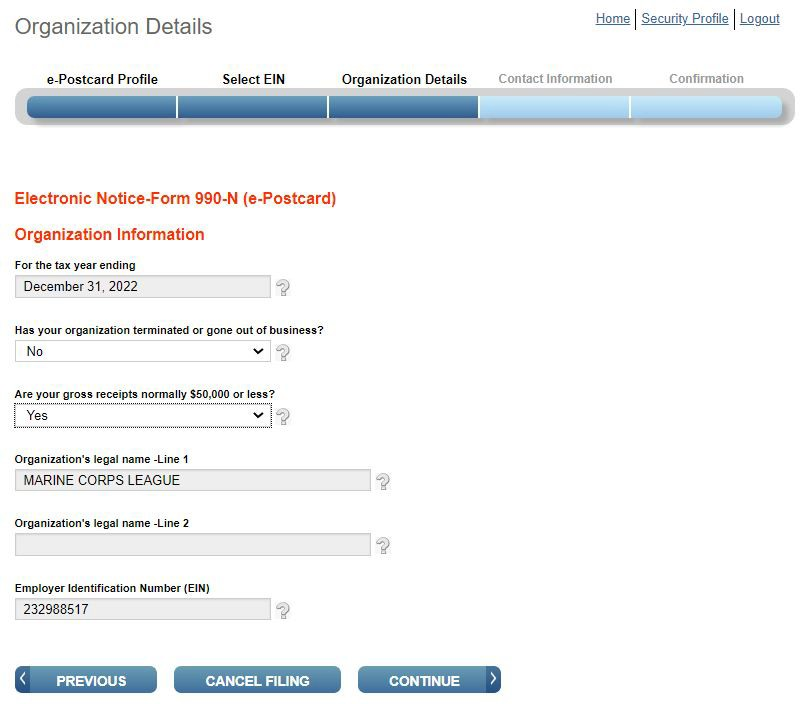 Organization Details
Home | Security Profile | Logout
e-Postcard Profile Select EIN Organization Details Contact Information Confirmation
Electronic Notice-Form 990-N (e-Postcard)
Organization Information
For the tax year ending
December 31, 2022 ?
Has your organization terminated or gone out of business?
No ?
Are your gross receipts normally $50,000 or less?
Yes ?
Organization's legal name -Line 1
MARINE CORPS LEAGUE ?
Organization's legal name -Line 2
?
Employer Identification Number (EIN)
232988517 ?
PREVIOUS CANCEL FILING CONTINUE